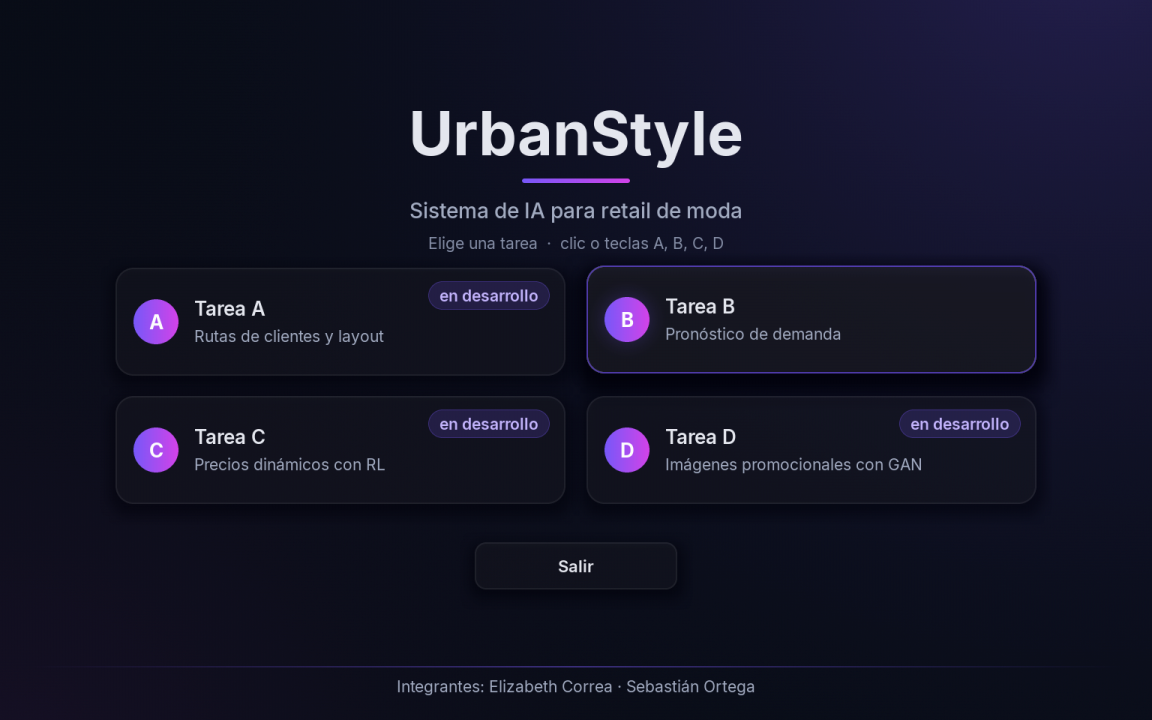 UrbanStyle
Sistema de IA para retail de moda
Elige una tarea · clic o teclas A, B, C, D
A
Tarea A
Rutas de clientes y layout
en desarrollo
B
Tarea B
Pronóstico de demanda
C
Tarea C
Precios dinámicos con RL
en desarrollo
D
Tarea D
Imágenes promocionales con GAN
en desarrollo
Salir
Integrantes: Elizabeth Correa · Sebastián Ortega